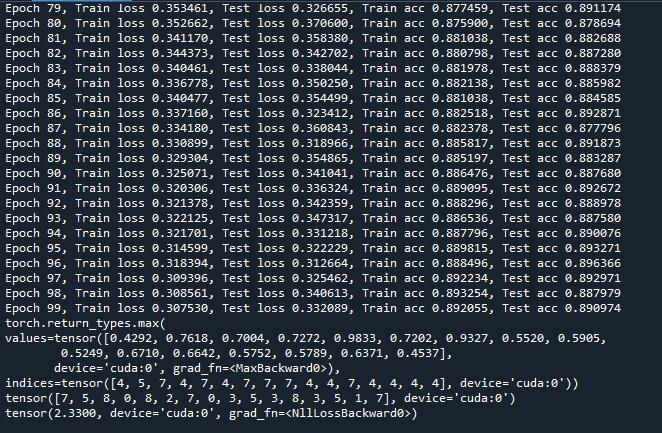 Epoch 79, Train loss 0.353461, Test loss 0.326655, Train acc 0.877459, Test acc 0.891174
Epoch 80, Train loss 0.352662, Test loss 0.370600, Train acc 0.875900, Test acc 0.878694
Epoch 81, Train loss 0.341170, Test loss 0.358380, Train acc 0.881038, Test acc 0.882688
Epoch 82, Train loss 0.344373, Test loss 0.342702, Train acc 0.880798, Test acc 0.887280
Epoch 83, Train loss 0.340461, Test loss 0.338044, Train acc 0.881978, Test acc 0.888379
Epoch 84, Train loss 0.336778, Test loss 0.350250, Train acc 0.882138, Test acc 0.885982
Epoch 85, Train loss 0.340477, Test loss 0.354499, Train acc 0.881038, Test acc 0.884585
Epoch 86, Train loss 0.337160, Test loss 0.323412, Train acc 0.882518, Test acc 0.892871
Epoch 87, Train loss 0.334180, Test loss 0.360843, Train acc 0.882378, Test acc 0.877796
Epoch 88, Train loss 0.330899, Test loss 0.318966, Train acc 0.885817, Test acc 0.891873
Epoch 89, Train loss 0.329304, Test loss 0.354865, Train acc 0.885197, Test acc 0.883287
Epoch 90, Train loss 0.325071, Test loss 0.341041, Train acc 0.886476, Test acc 0.887680
Epoch 91, Train loss 0.320306, Test loss 0.336324, Train acc 0.889095, Test acc 0.892672
Epoch 92, Train loss 0.321378, Test loss 0.342359, Train acc 0.888296, Test acc 0.888978
Epoch 93, Train loss 0.322125, Test loss 0.347317, Train acc 0.886536, Test acc 0.887580
Epoch 94, Train loss 0.321701, Test loss 0.331218, Train acc 0.887796, Test acc 0.890076
Epoch 95, Train loss 0.314599, Test loss 0.322229, Train acc 0.889815, Test acc 0.893271
Epoch 96, Train loss 0.318394, Test loss 0.312664, Train acc 0.888496, Test acc 0.896366
Epoch 97, Train loss 0.309396, Test loss 0.325462, Train acc 0.892234, Test acc 0.892971
Epoch 98, Train loss 0.308561, Test loss 0.340613, Train acc 0.893254, Test acc 0.887979
Epoch 99, Train loss 0.307530, Test loss 0.332089, Train acc 0.892055, Test acc 0.890974
torch.return_types.max(
values=tensor([0.4292, 0.7618, 0.7004, 0.7272, 0.9833, 0.7202, 0.9327, 0.5520, 0.5905,
0.5249, 0.6710, 0.6642, 0.5752, 0.5789, 0.6371, 0.4537],
device='cuda:0', grad_fn=<MaxBackward0>),
indices=tensor([4, 5, 7, 4, 7, 4, 7, 7, 7, 4, 4, 7, 4, 4, 4, 4], device='cuda:0'))
tensor([7, 5, 8, 0, 8, 2, 7, 0, 3, 5, 3, 8, 3, 5, 1, 7], device='cuda:0')
tensor(2.3300, device='cuda:0', grad_fn=<NllLossBackward0>)